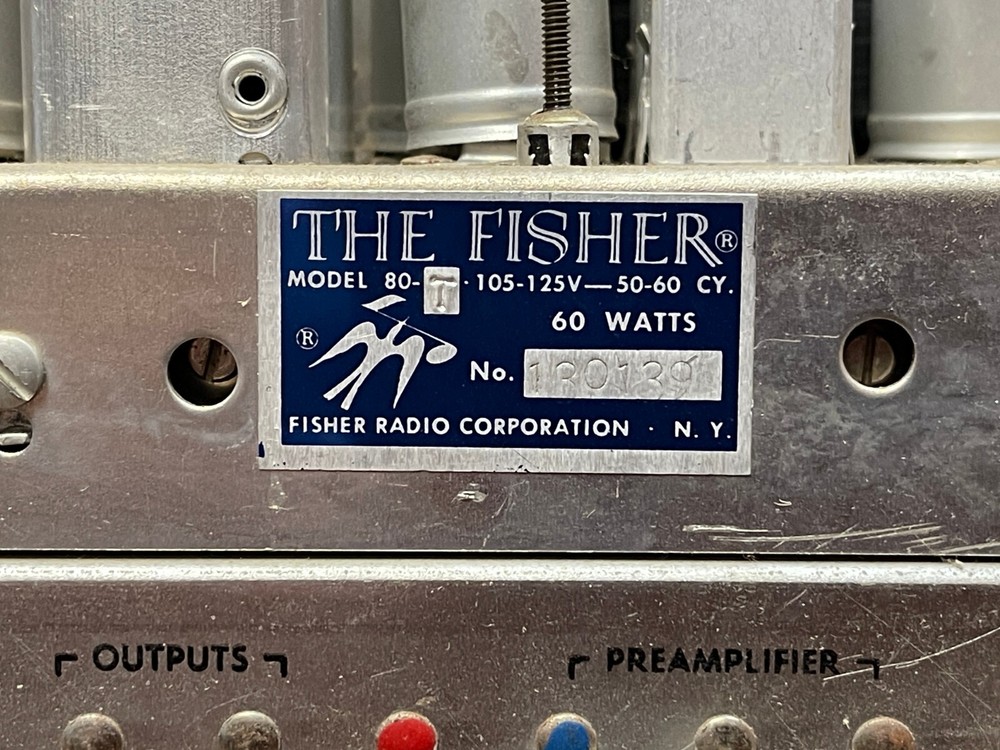 THE FISHER®
MODEL 80-T · 105-125V—50-60 CY.
60 WATTS
®
No. 130139
FISHER RADIO CORPORATION · N. Y.
OUTPUTS
PREAMPLIFIER